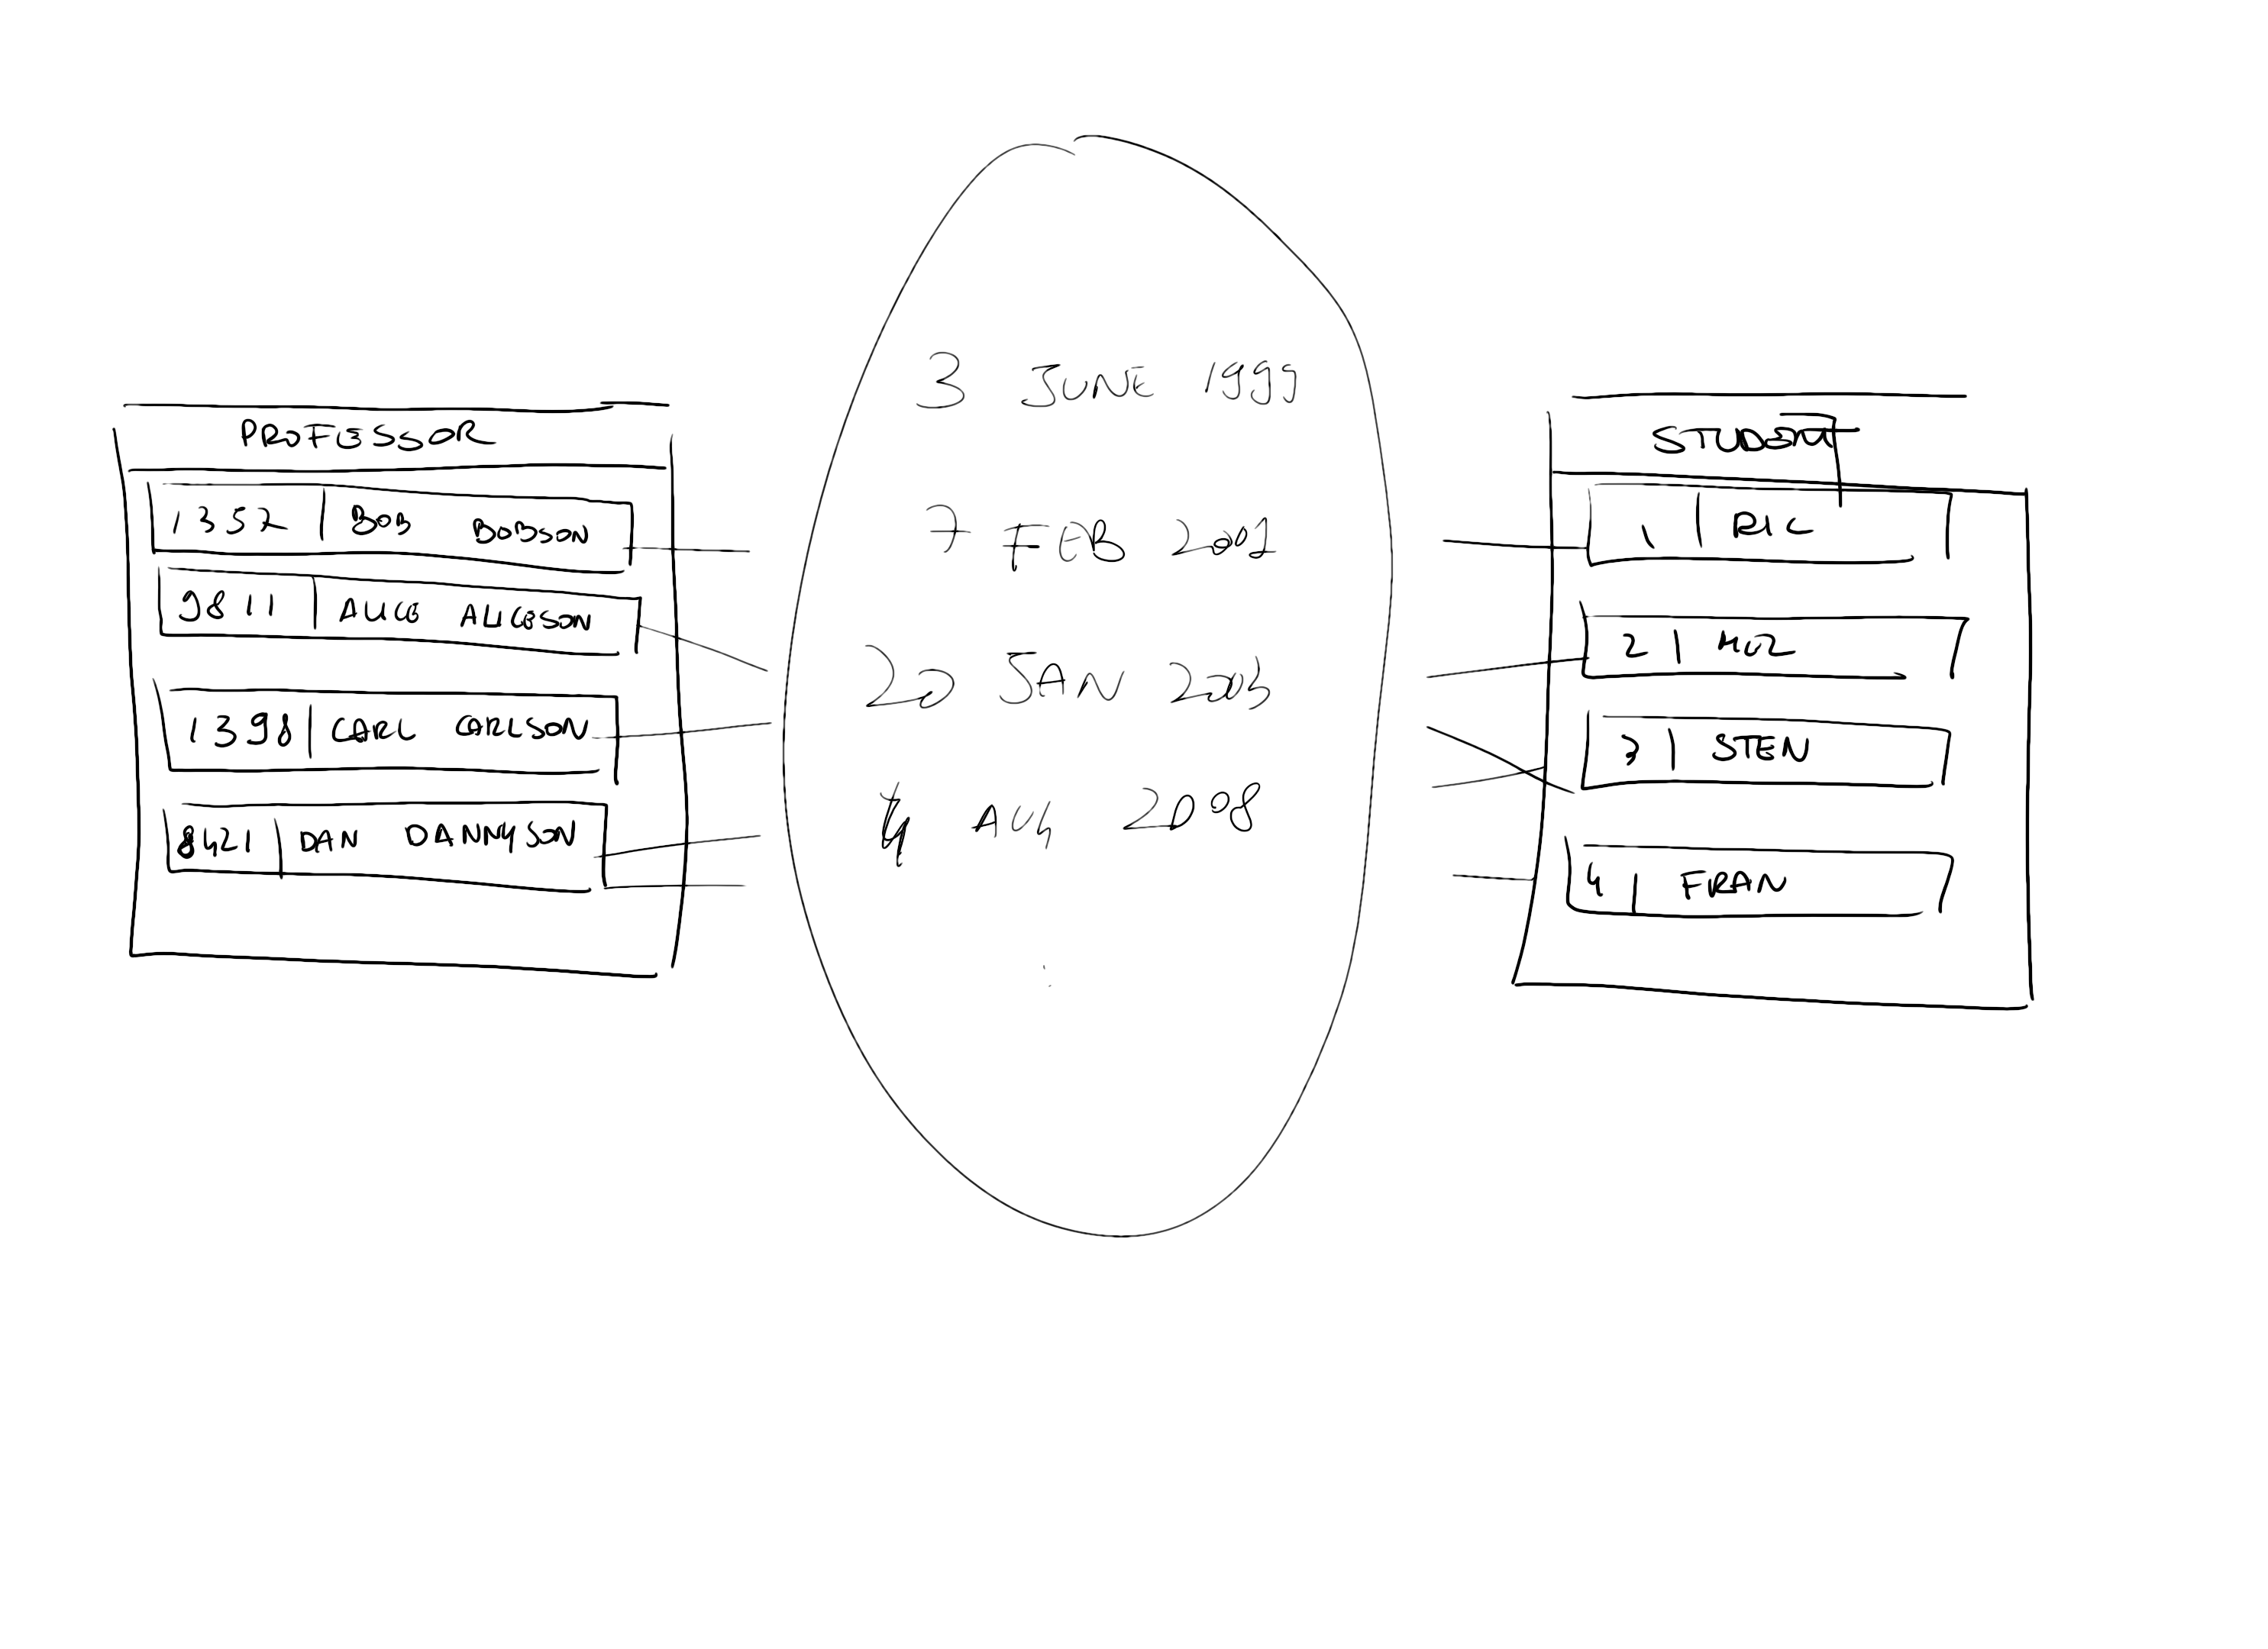 3 JUNE 1999
PROFESSOR
1352 BOB BOBSON
9811 ALICE ALICESON
1398 CARL CARLSON
8421 DAN DANNYSON
7 FEB 2001
20 JAN 2003
AUG 2008
STUDENT
1 RIC
2 MOZ
3 STEN
4 FRAN